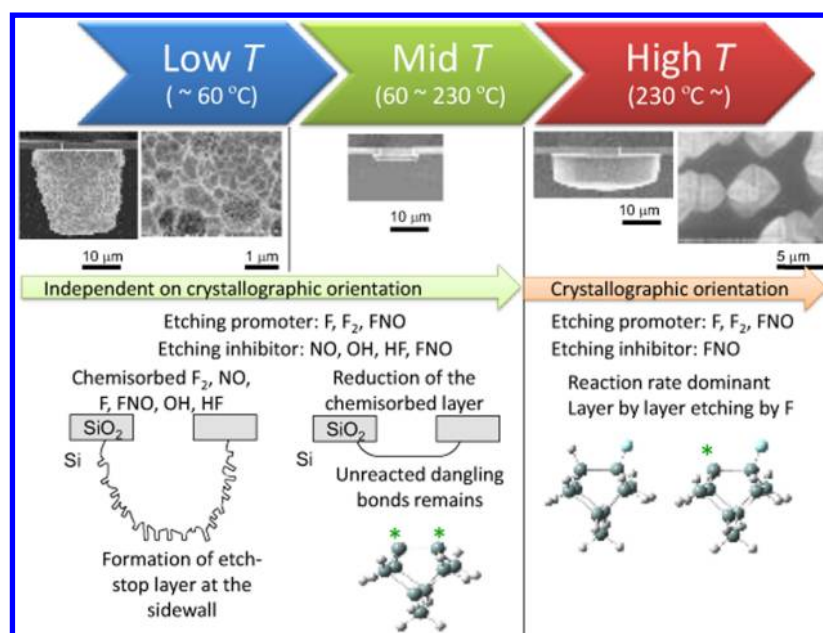 Low T
( ~ 60 °C)
Mid T
(60 ~ 230 °C)
High T
(230 °C ~)
10 μm
1 μm
10 μm
10 μm
5 μm
Independent on crystallographic orientation
Crystallographic orientation
Etching promoter: F, F₂, FNO
Etching inhibitor: NO, OH, HF, FNO
Chemisorbed F₂, NO,
F, FNO, OH, HF
SiO₂
Si
Formation of etch-
stop layer at the
sidewall
Reduction of the
chemisorbed layer
SiO₂
Si
Unreacted dangling
bonds remains
* *
Etching promoter: F, F₂, FNO
Etching inhibitor: FNO
Reaction rate dominant
Layer by layer etching by F
*